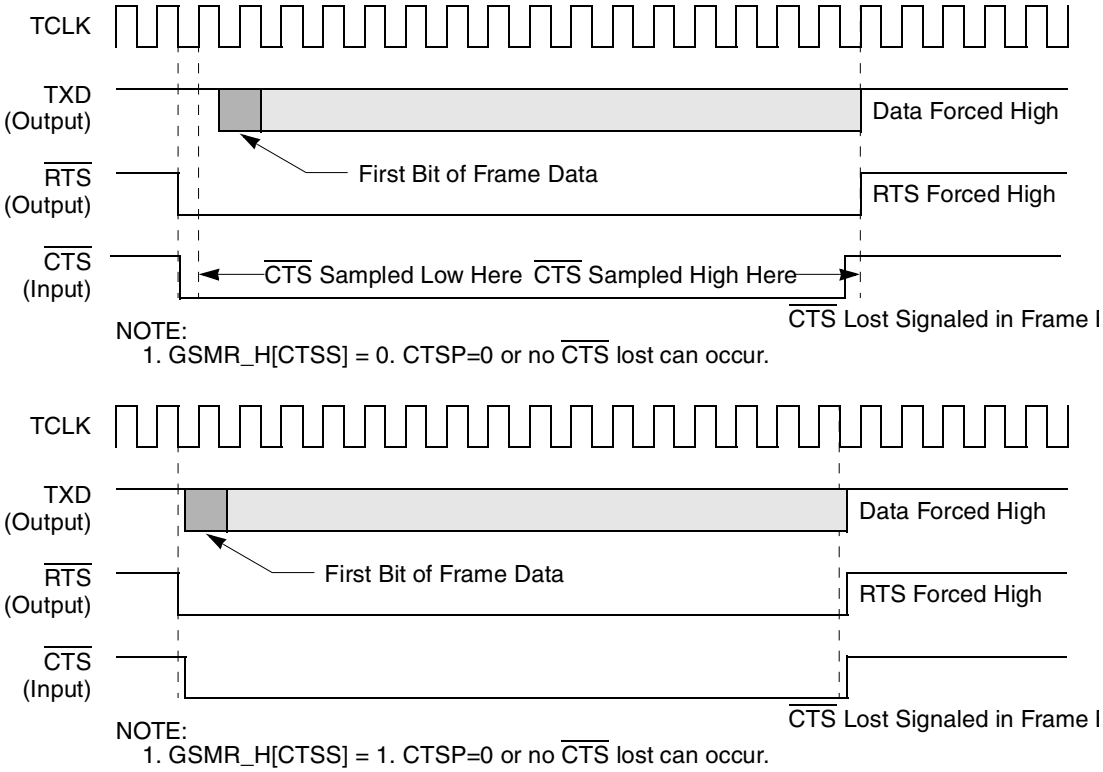 TCLK
TXD
(Output)
Data Forced High
First Bit of Frame Data
RTS
(Output)
RTS Forced High
CTS
(Input)
CTS Sampled Low Here CTS Sampled High Here
CTS Lost Signaled in Frame
NOTE:
1. GSMR_H[CTSS] = 0. CTSP=0 or no CTS lost can occur.
TCLK
TXD
(Output)
Data Forced High
First Bit of Frame Data
RTS
(Output)
RTS Forced High
CTS
(Input)
CTS Lost Signaled in Frame
NOTE:
1. GSMR_H[CTSS] = 1. CTSP=0 or no CTS lost can occur.